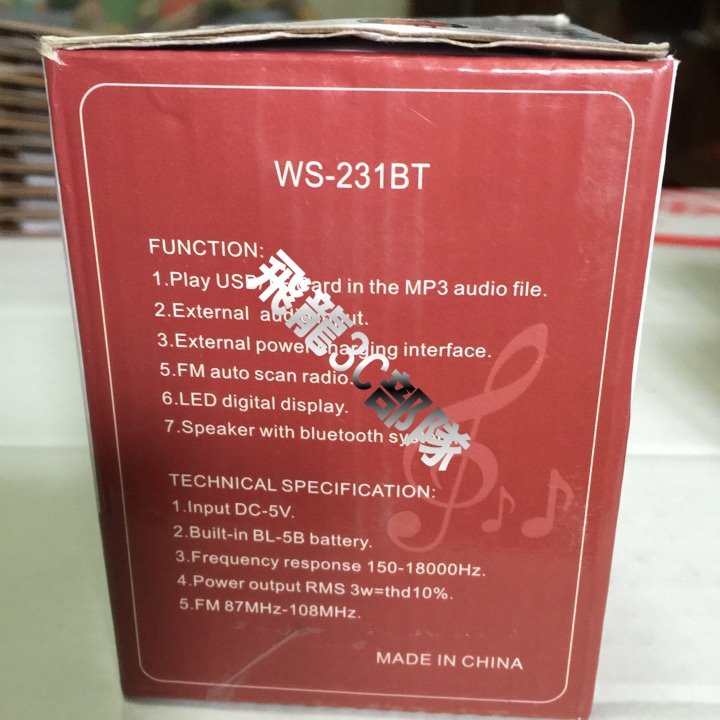 WS-231BT
FUNCTION:
1.Play USB card in the MP3 audio file.
2.External audio input.
3.External power charging interface.
5.FM auto scan radio.
6.LED digital display.
7.Speaker with bluetooth
飛龍3C部隊
TECHNICAL SPECIFICATION:
1.Input DC-5V.
2.Built-in BL-5B battery.
3.Frequency response 150-18000Hz.
4.Power output RMS 3w=thd10%.
5.FM 87MHz-108MHz.
MADE IN CHINA